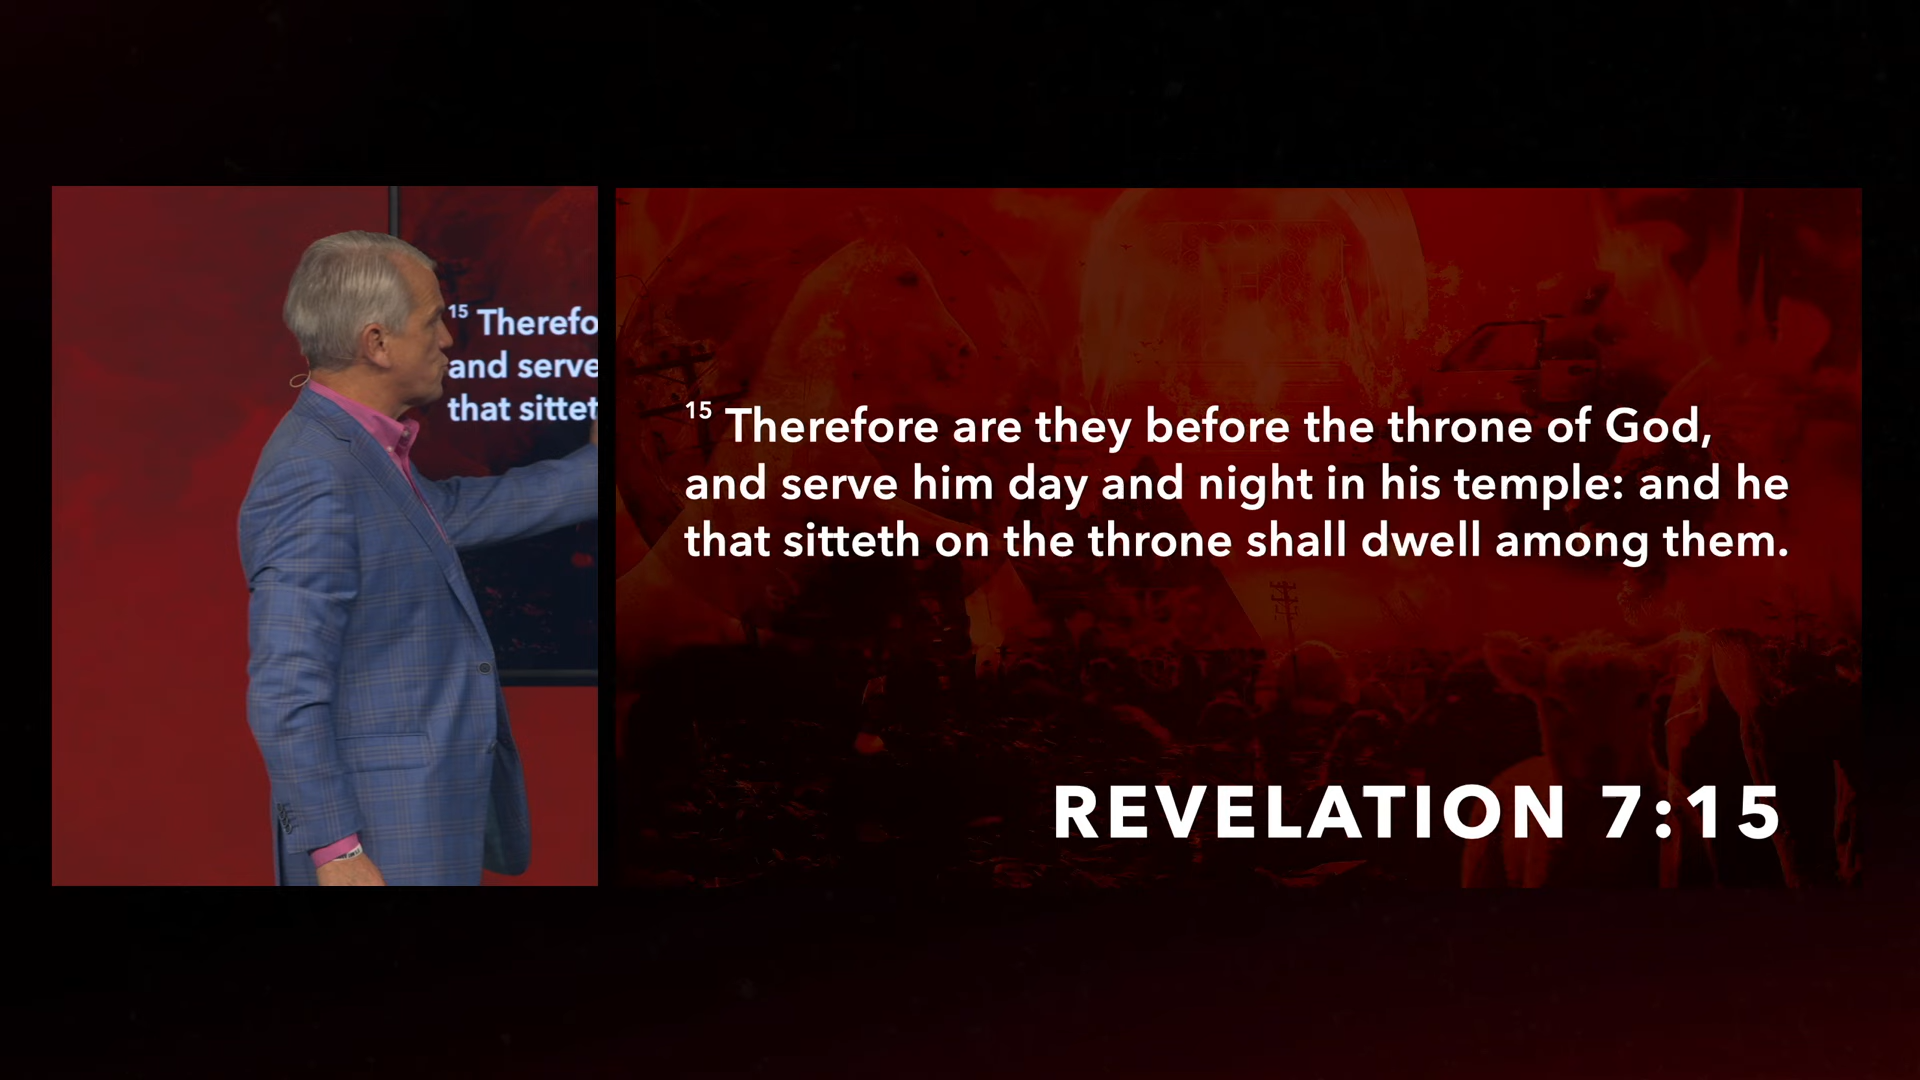 15 Therefo
and serve
that sittet
15 Therefore are they before the throne of God,
and serve him day and night in his temple: and he
that sitteth on the throne shall dwell among them.
REVELATION 7:15